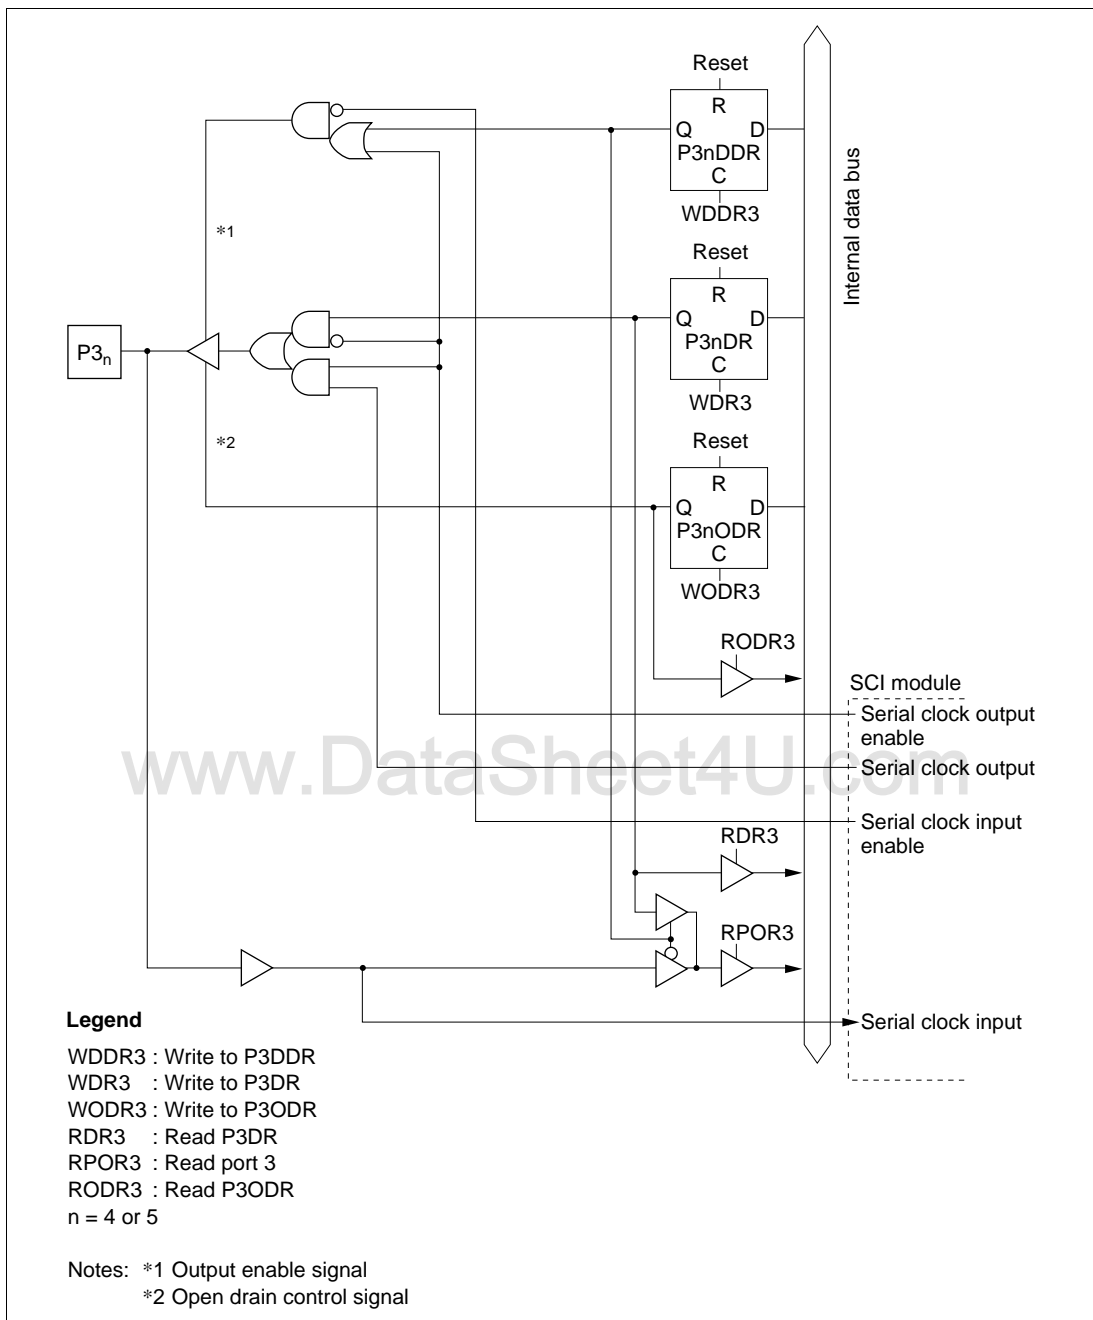 Reset
R
Q D
P3nDDR
C
WDDR3
Internal data bus
*1
Reset
R
Q D
P3nDR
C
WDR3
P3n
*2
Reset
R
Q D
P3nODR
C
WODR3
RODR3
SCI module
Serial clock output
enable
www.DataSheet4U.com
Serial clock output
Serial clock input
enable
RDR3
RPOR3
Serial clock input
Legend
WDDR3 : Write to P3DDR
WDR3 : Write to P3DR
WODR3 : Write to P3ODR
RDR3 : Read P3DR
RPOR3 : Read port 3
RODR3 : Read P3ODR
n = 4 or 5
Notes: *1 Output enable signal
*2 Open drain control signal